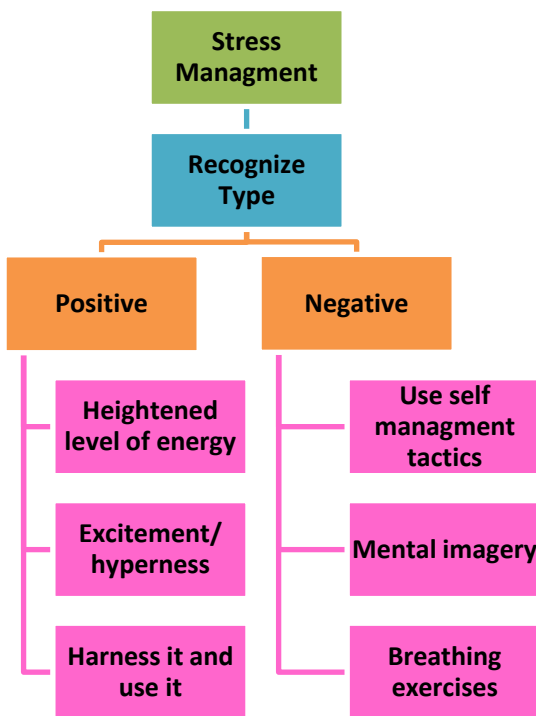 Stress
Managment
Recognize
Type
Positive
Negative
Heightened
level of energy
Excitement/
hyperness
Harness it and
use it
Use self
managment
tactics
Mental imagery
Breathing
exercises